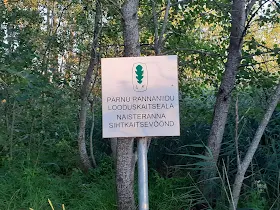 PÄRNU RANNANIIDU
LOODUSKAITSEALA
NAISTERANNA
SIHTKAITSEVÖÖND